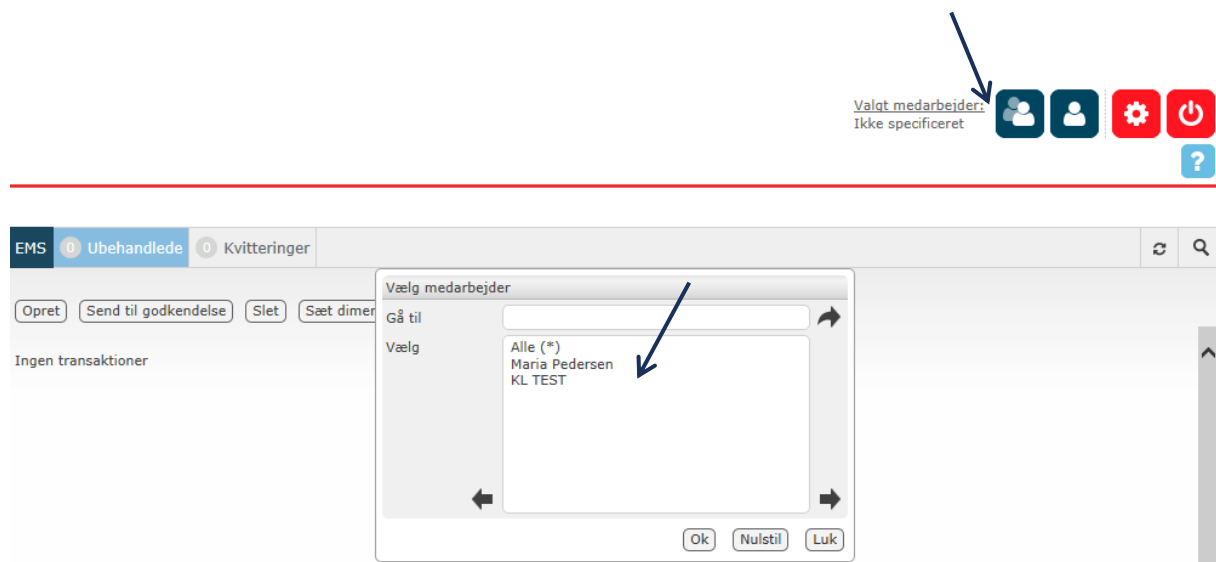 Valgt medarbejder:
Ikke specificeret
?
EMS 0 Ubehandlede 0 Kvitteringer
Vælg medarbejder
Opret Send til godkendelse Slet Sæt dimen
Gå til
Vælg
Alle (*)
Maria Pedersen
KL TEST
Ingen transaktioner
Ok Nulstil Luk